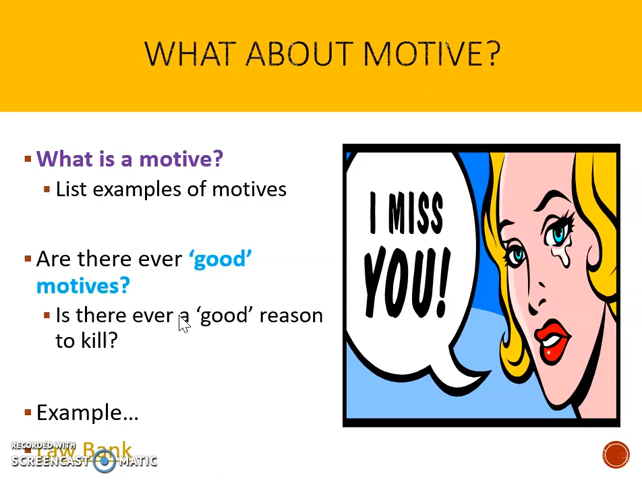 WHAT ABOUT MOTIVE?
What is a motive?
List examples of motives
Are there ever ‘good’
motives?
Is there ever a ‘good’ reason
to kill?
Example…
Law Bank
I MISS
YOU!
RECORDED WITH
SCREENCAST MATIC